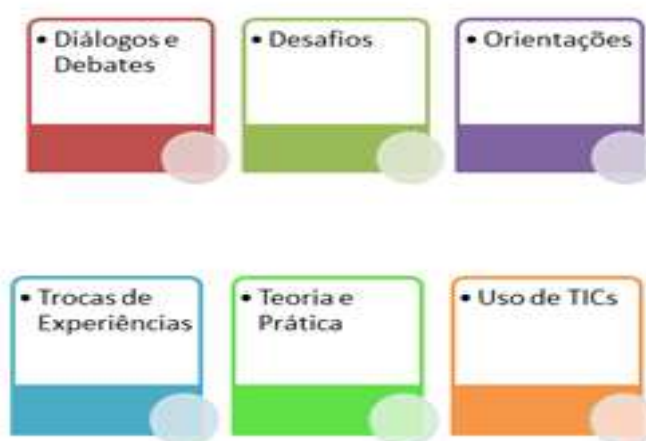 • Diálogos e
Debates
• Desafios
• Orientações
• Trocas de
Experiências
• Teoria e
Prática
• Uso de TICs